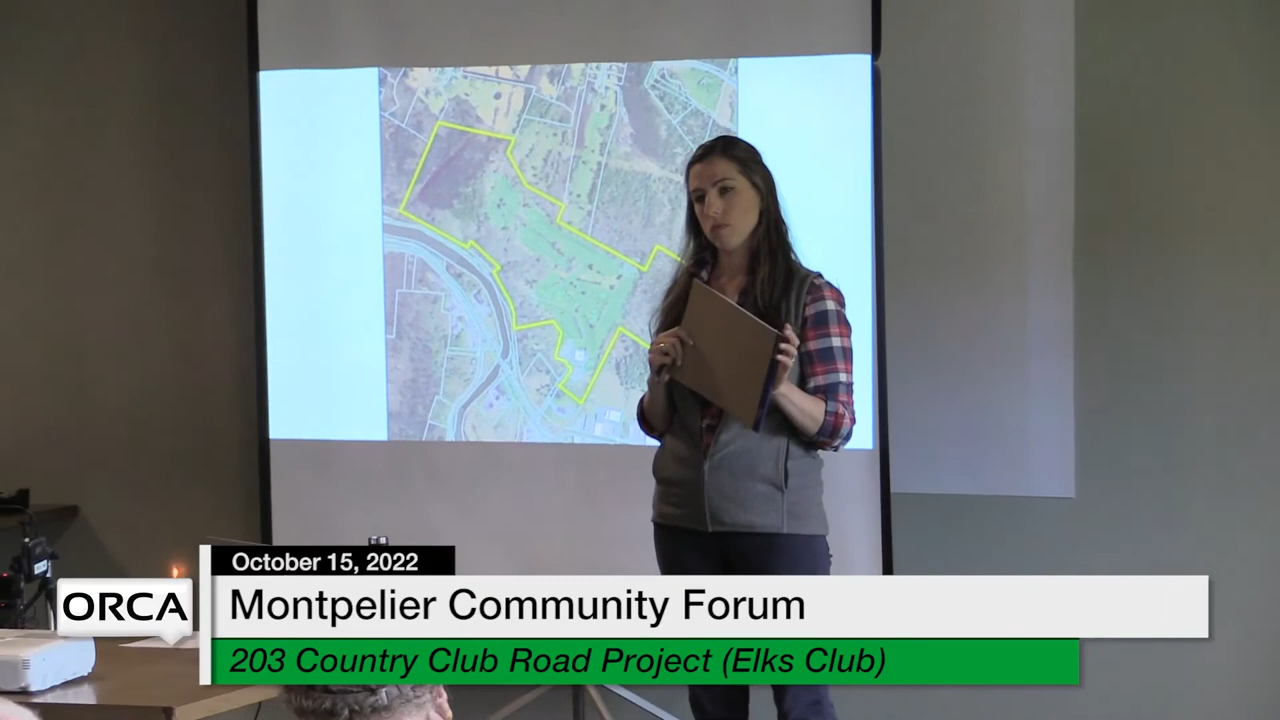 October 15, 2022
ORCA
Montpelier Community Forum
203 Country Club Road Project (Elks Club)